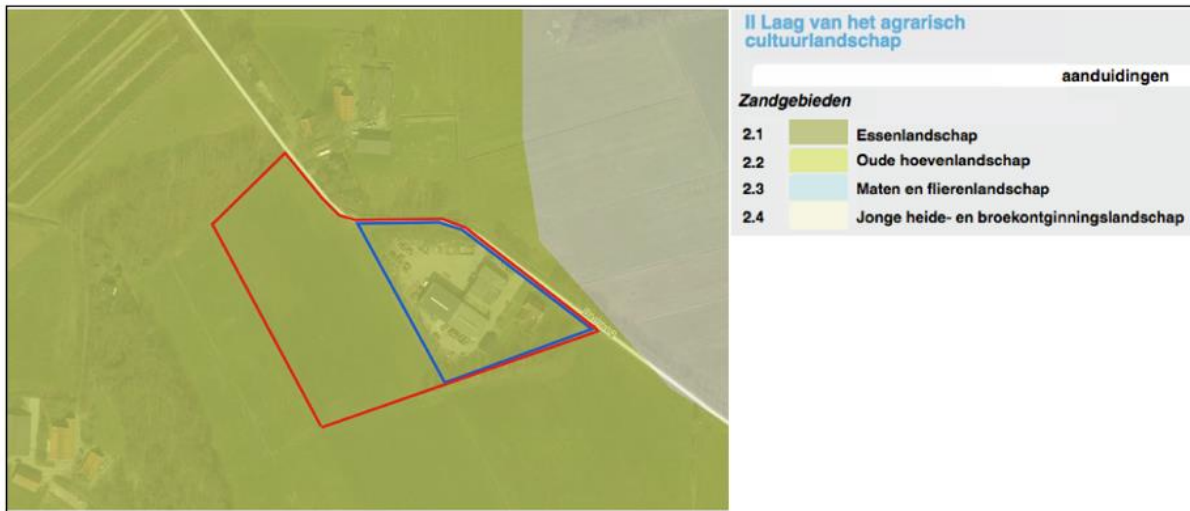 II Laag van het agrarisch
cultuurlandschap
aanduidingen
Zandgebieden
2.1 Essenlandschap
2.2 Oude hoevenlandschap
2.3 Maten en flierenlandschap
2.4 Jonge heide- en broekontginningslandschap